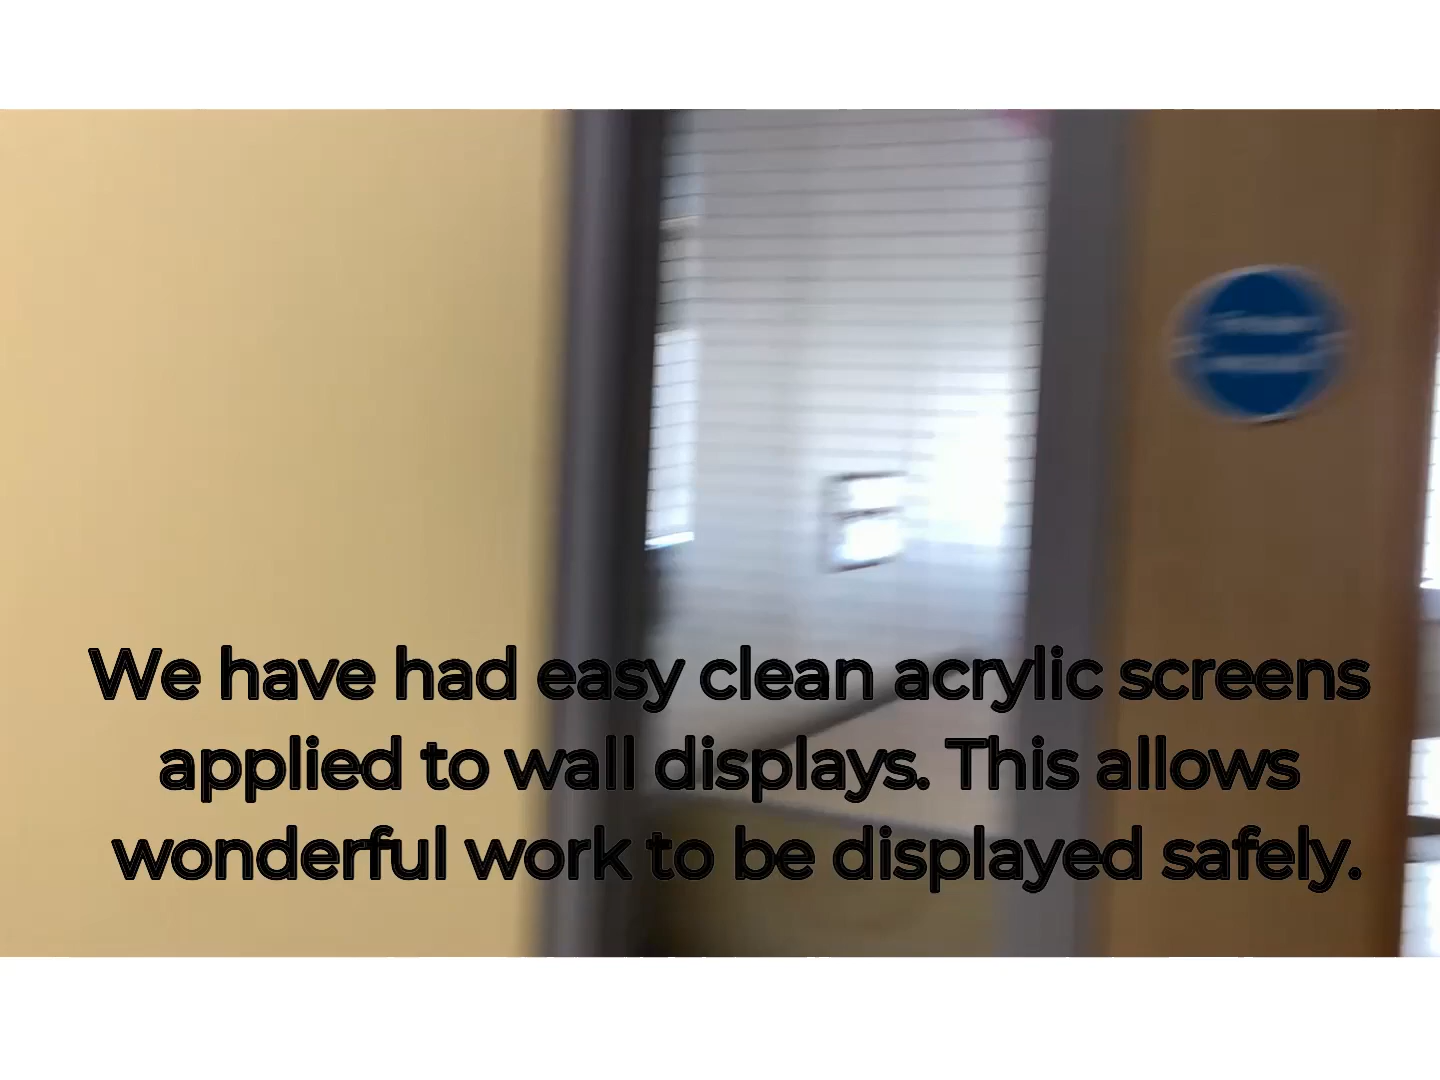 We have had easy clean acrylic screens
applied to wall displays. This allows
wonderful work to be displayed safely.